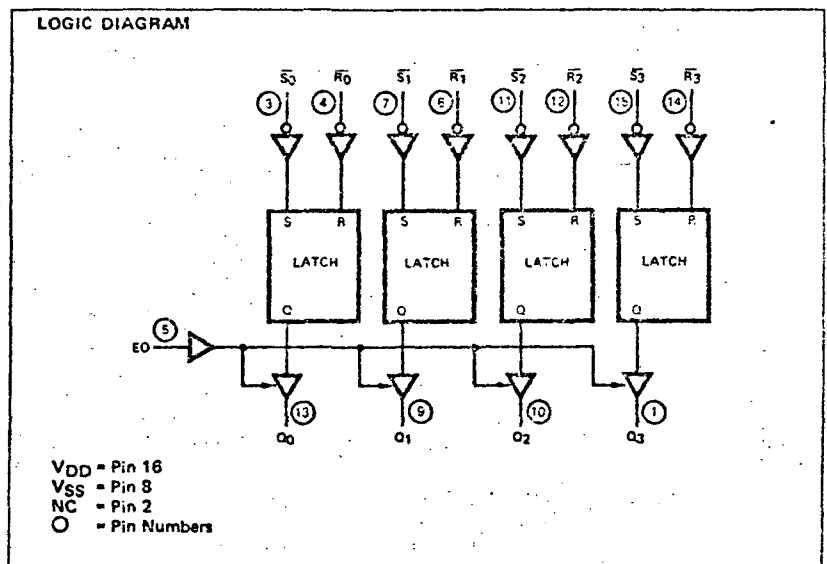 LOGIC DIAGRAM
S̅0 R̅0 S̅1 R̅1 S̅2 R̅2 S̅3 R̅3
3 4 7 6 11 12 15 14
S R S R S R S R
LATCH LATCH LATCH LATCH
Q Q Q Q
5
EO
13 9 10 1
Q0 Q1 Q2 Q3
VDD = Pin 16
VSS = Pin 8
NC = Pin 2
O = Pin Numbers